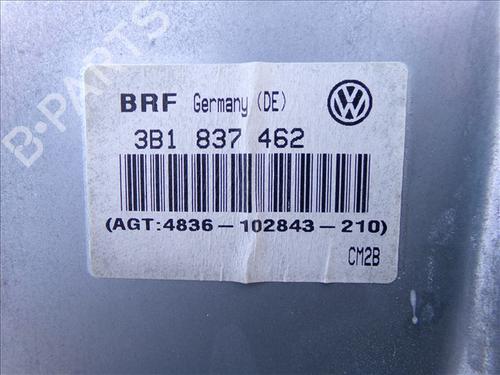 B-PARTS
BRF Germany (DE)
3B1 837 462
(AGT:4836-102843-210)
CM2B